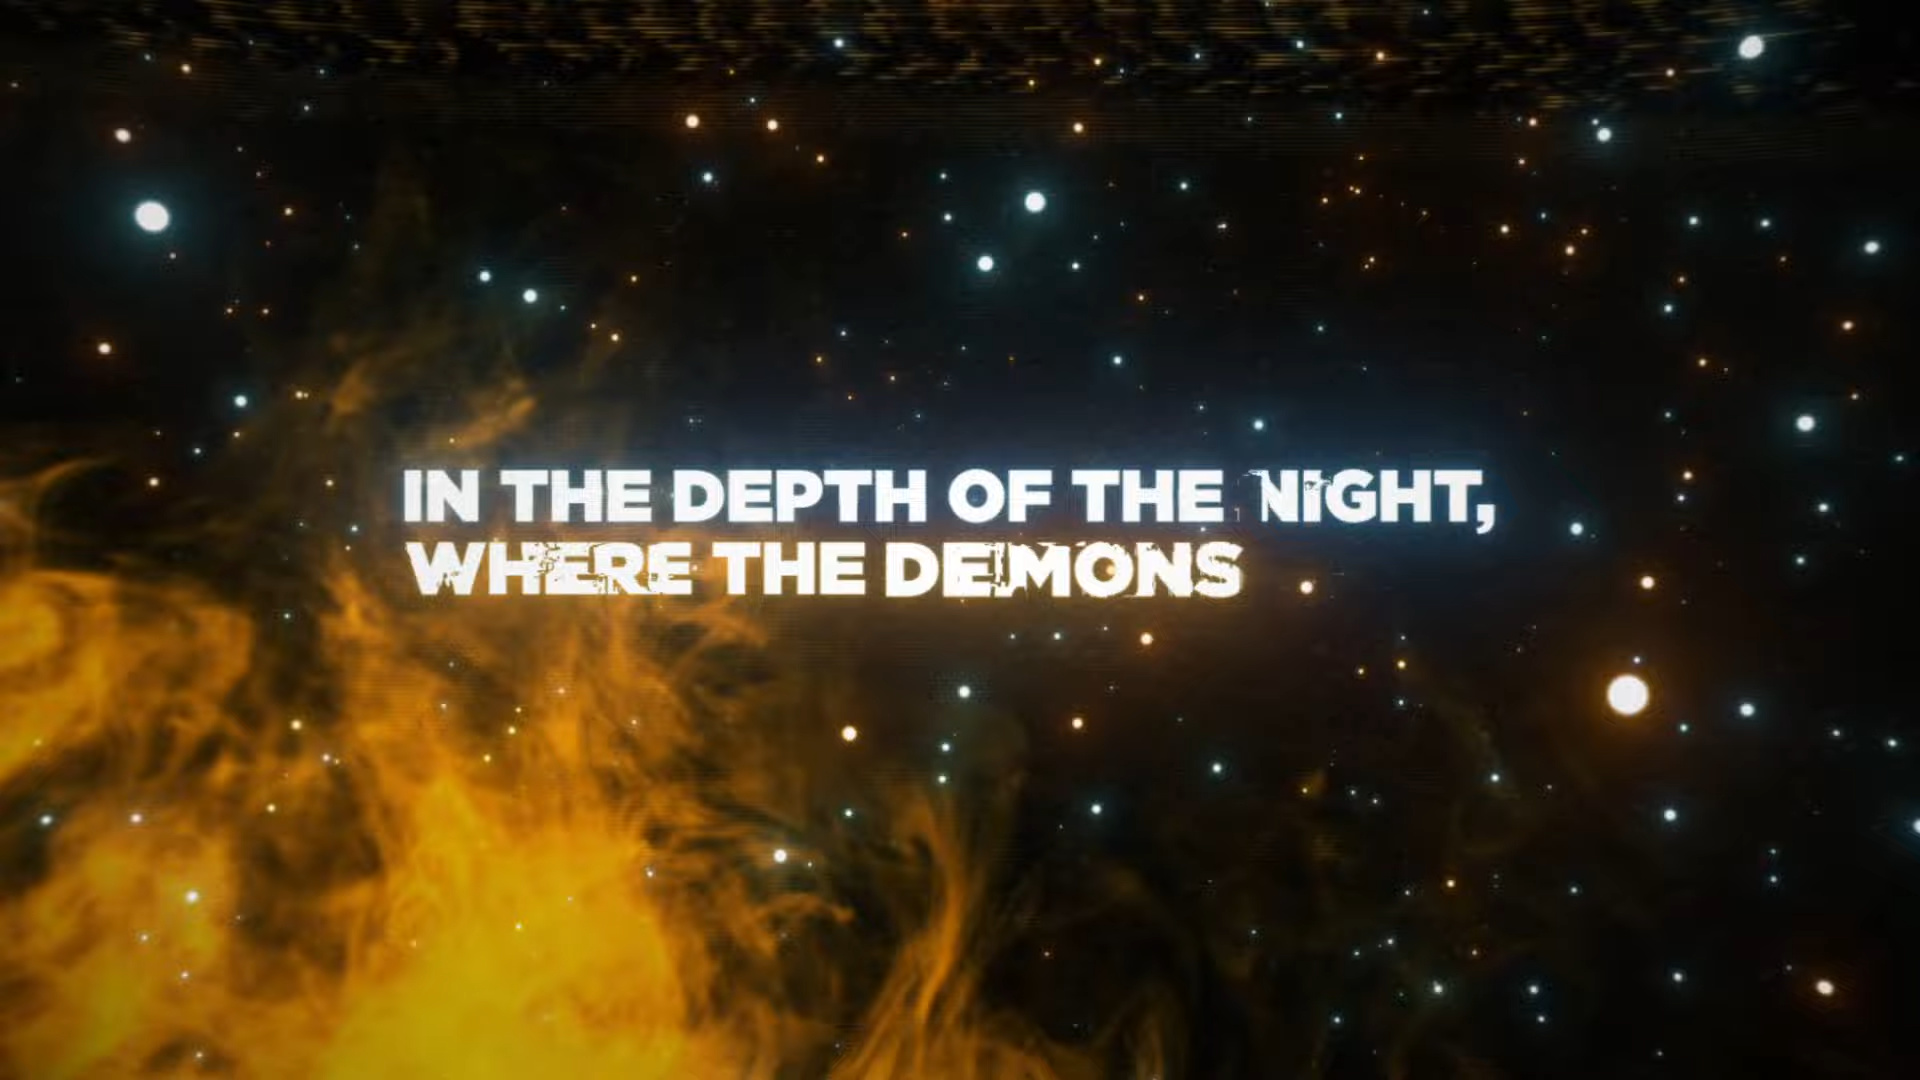 IN THE DEPTH OF THE NIGHT,
WHERE THE DEMONS